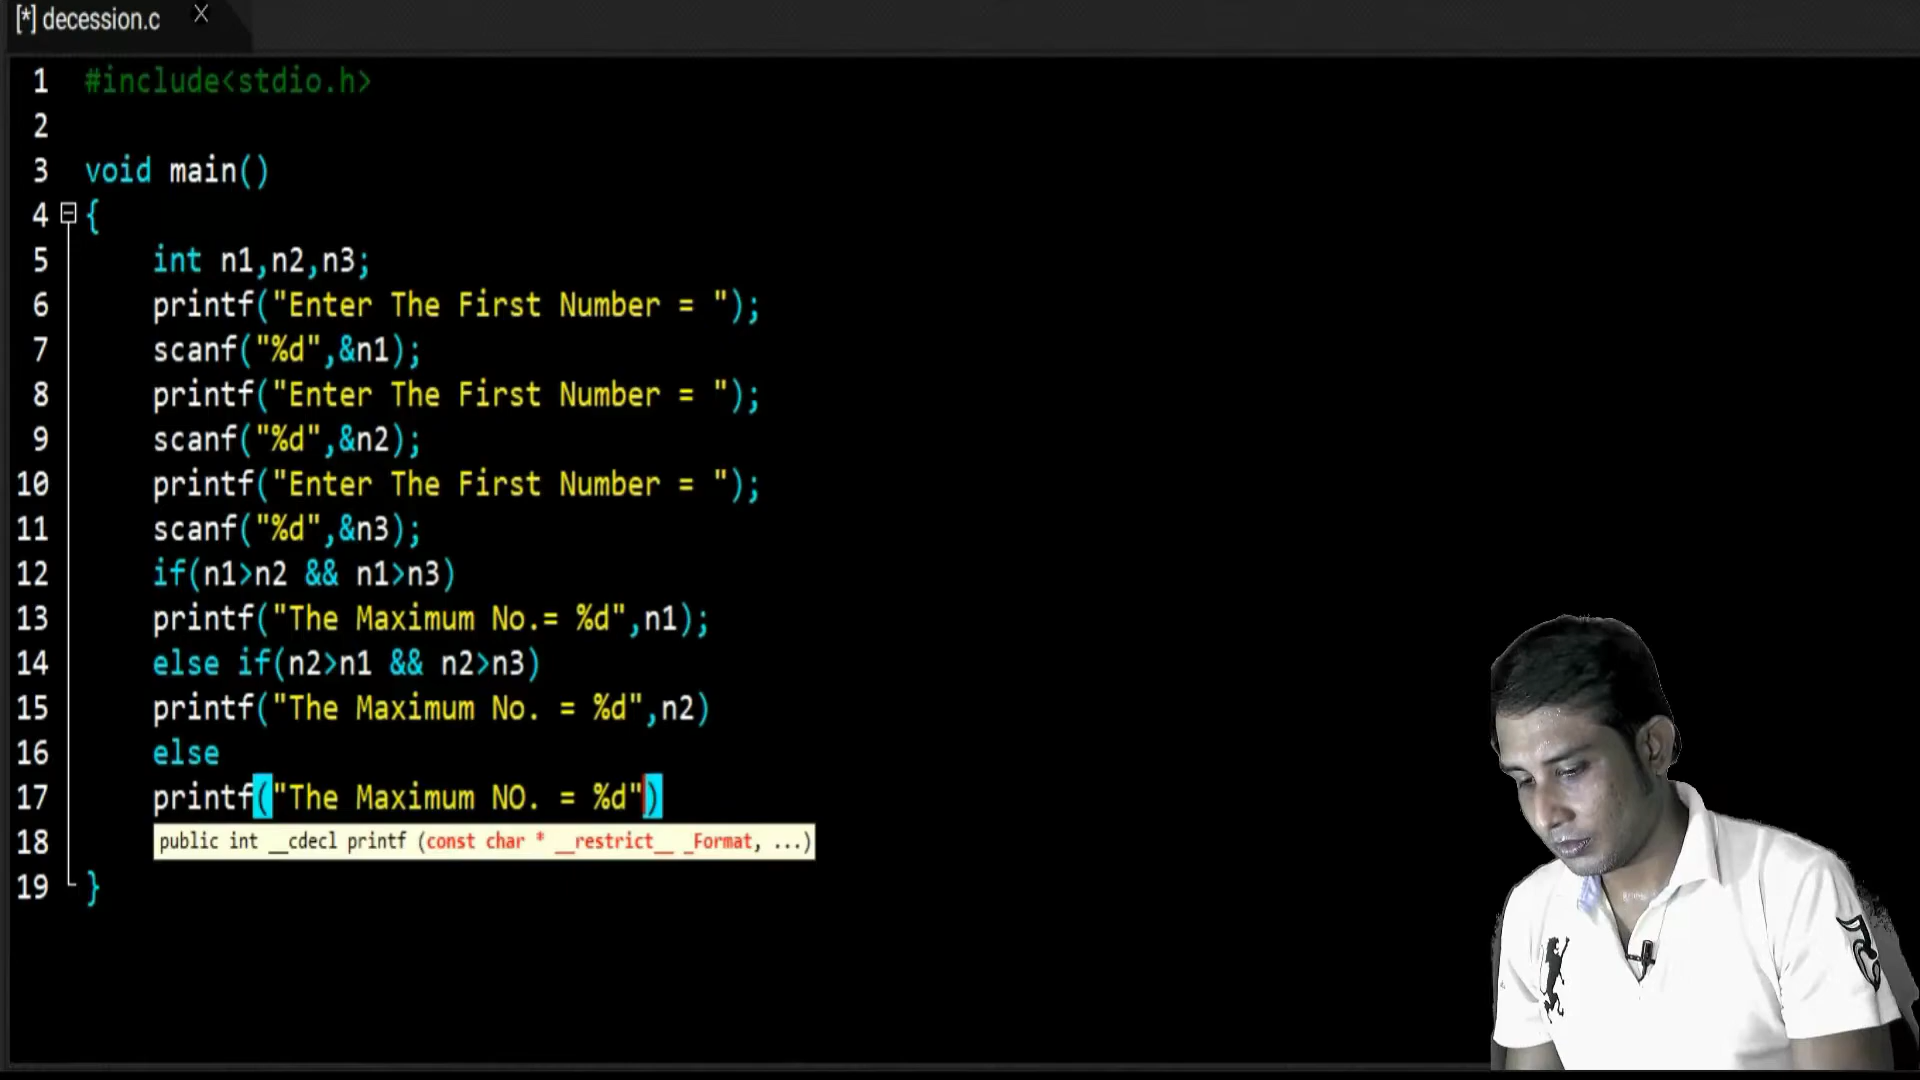 [*] decession.c X
1 #include<stdio.h>
2
3 void main()
4 {
5 int n1,n2,n3;
6 printf("Enter The First Number = ");
7 scanf("%d",&n1);
8 printf("Enter The First Number = ");
9 scanf("%d",&n2);
10 printf("Enter The First Number = ");
11 scanf("%d",&n3);
12 if(n1>n2 && n1>n3)
13 printf("The Maximum No.= %d",n1);
14 else if(n2>n1 && n2>n3)
15 printf("The Maximum No. = %d",n2)
16 else
17 printf("The Maximum NO. = %d")
18 public int __cdecl printf (const char * __restrict__ _Format, ...)
19 }